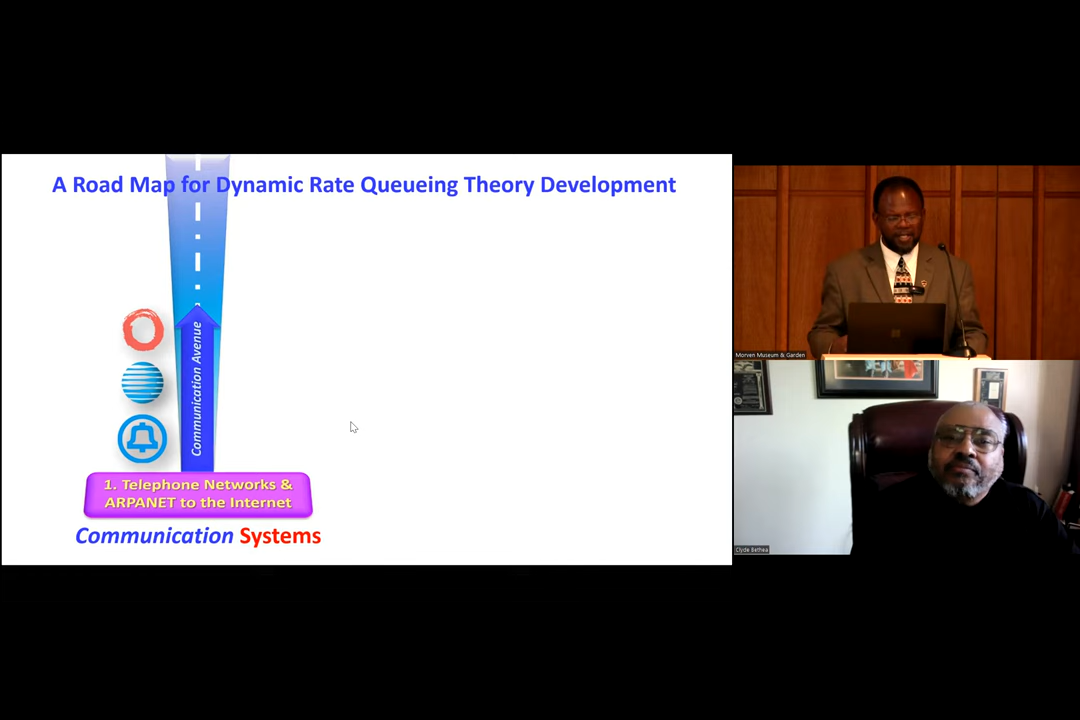 A Road Map for Dynamic Rate Queueing Theory Development
Communication Avenue
1. Telephone Networks &
ARPANET to the Internet
Communication Systems
Morven Museum & Garden
Clyde Bethea